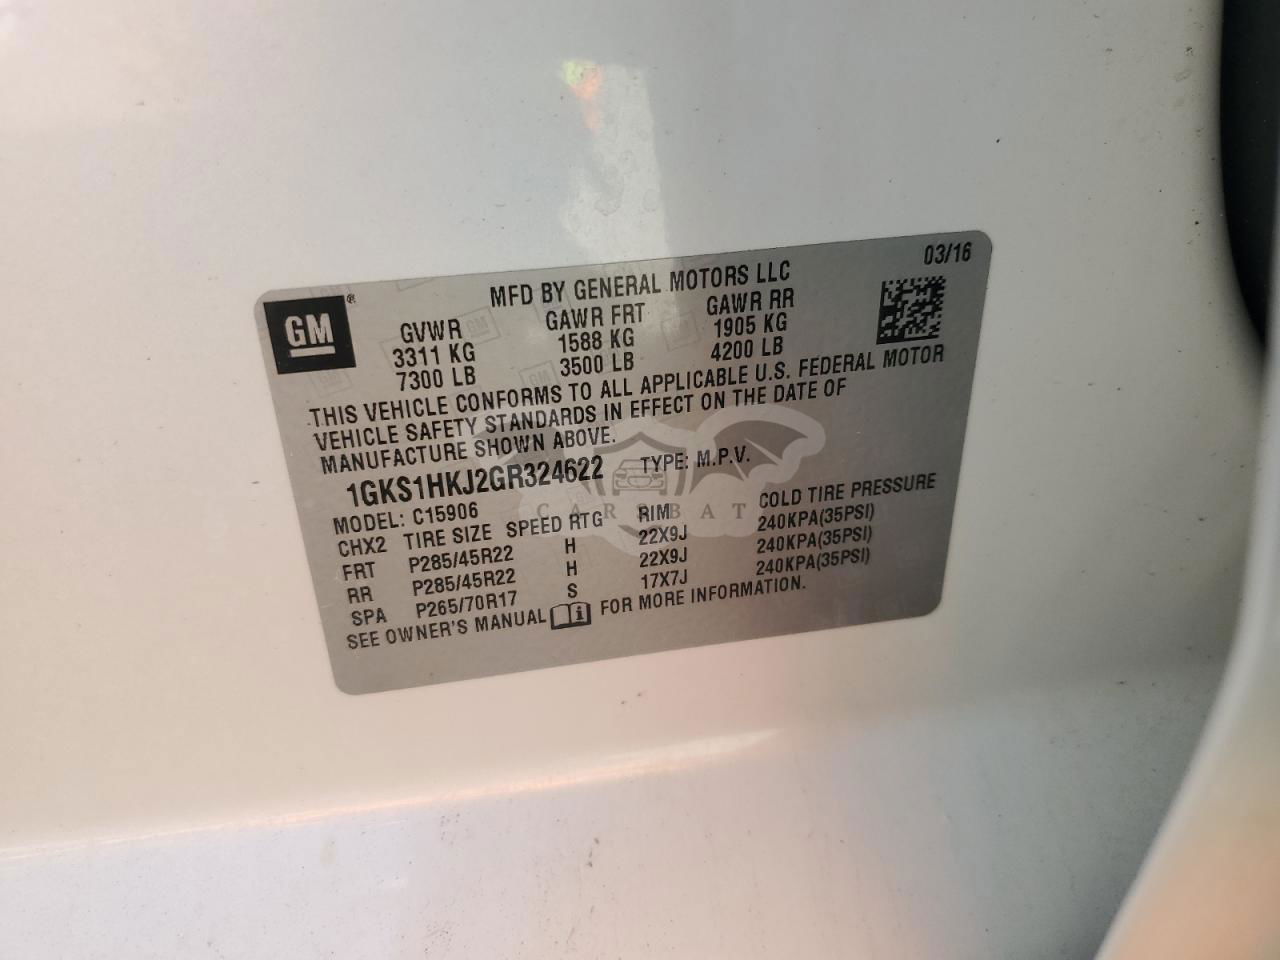 03/16
MFD BY GENERAL MOTORS LLC
GM®
GVWR GAWR FRT GAWR RR
3311 KG 1588 KG 1905 KG
7300 LB 3500 LB 4200 LB
THIS VEHICLE CONFORMS TO ALL APPLICABLE U.S. FEDERAL MOTOR
VEHICLE SAFETY STANDARDS IN EFFECT ON THE DATE OF
MANUFACTURE SHOWN ABOVE.
1GKS1HKJ2GR324622 TYPE: M.P.V.
CARSBAT
MODEL: C15906
CHX2 TIRE SIZE SPEED RTG RIM COLD TIRE PRESSURE
FRT P285/45R22 H 22X9J 240KPA(35PSI)
RR P285/45R22 H 22X9J 240KPA(35PSI)
SPA P265/70R17 S 17X7J 240KPA(35PSI)
SEE OWNER'S MANUAL i FOR MORE INFORMATION.